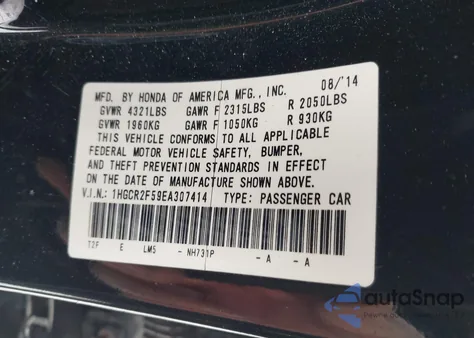 MFD. BY HONDA OF AMERICA MFG., INC. 08/'14
GVWR 4321LBS GAWR F 2315LBS R 2050LBS
GVWR 1960KG GAWR F 1050KG R 930KG
THIS VEHICLE CONFORMS TO ALL APPLICABLE
FEDERAL MOTOR VEHICLE SAFETY, BUMPER,
AND THEFT PREVENTION STANDARDS IN EFFECT
ON THE DATE OF MANUFACTURE SHOWN ABOVE.
V.I.N.: 1HGCR2F59EA307414 TYPE: PASSENGER CAR
T2F E LM5 - NH731P - A - A
autoSnap